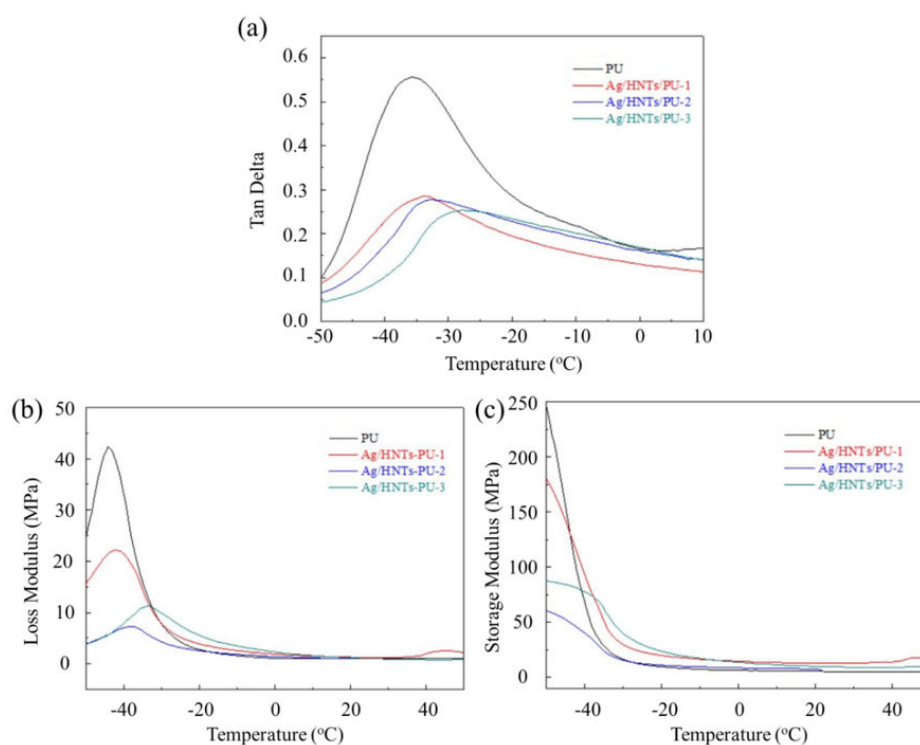 (a)
Tan Delta
0.6
0.5
0.4
0.3
0.2
0.1
0.0
PU
Ag/HNTs/PU-1
Ag/HNTs/PU-2
Ag/HNTs/PU-3
-50 -40 -30 -20 -10 0 10
Temperature (°C)
(b)
Loss Modulus (MPa)
50
40
30
20
10
0
PU
Ag/HNTs-PU-1
Ag/HNTs-PU-2
Ag/HNTs-PU-3
-40 -20 0 20 40
Temperature (°C)
(c)
Storage Modulus (MPa)
250
200
150
100
50
0
PU
Ag/HNTs/PU-1
Ag/HNTs/PU-2
Ag/HNTs/PU-3
-40 -20 0 20 40
Temperature (°C)